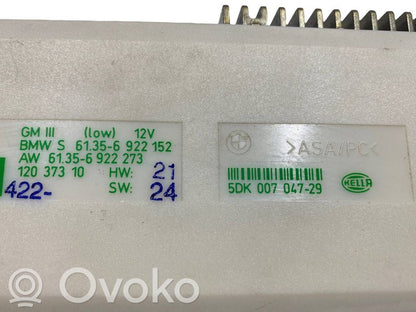 GM III (low) 12V
BMW S 61.35-6 922 152
AW 61.35-6 922 273
120 373 10 HW: 21
422- SW: 24
>ASA/PC<
5DK 007 047-29
HELLA
© Ovoko